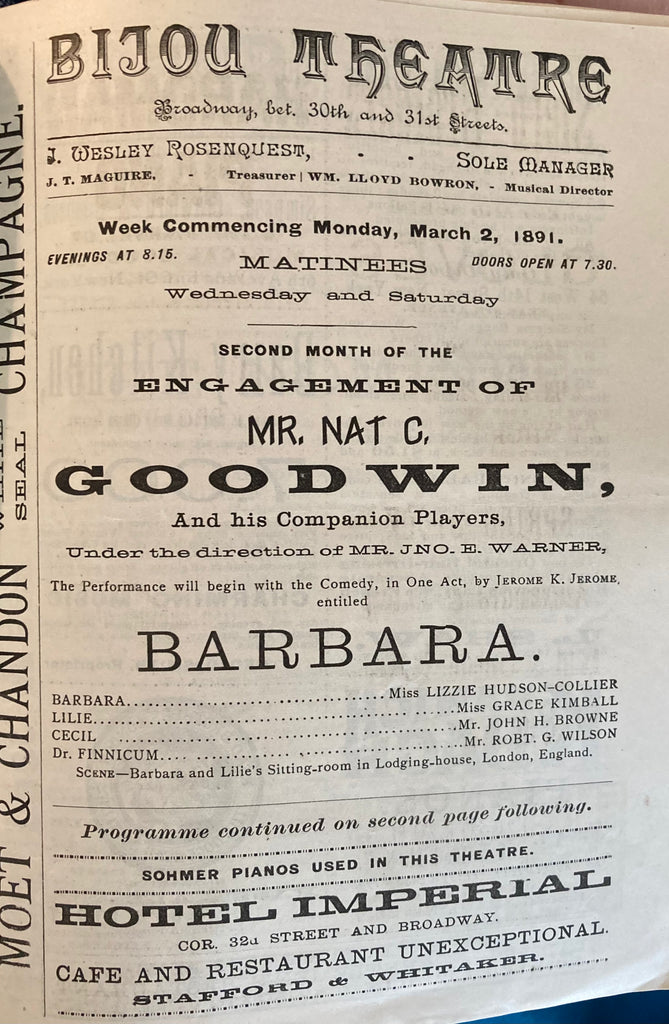 BIJOU THEATRE
Broadway, bet. 30th and 31st Streets.
J. WESLEY ROSENQUEST, - - SOLE MANAGER
J. T. MAGUIRE, - Treasurer | WM. LLOYD BOWRON, - Musical Director
Week Commencing Monday, March 2, 1891.
EVENINGS AT 8.15. MATINEES DOORS OPEN AT 7.30.
Wednesday and Saturday
SECOND MONTH OF THE
ENGAGEMENT OF
MR. NAT C.
GOODWIN,
And his Companion Players,
Under the direction of MR. JNO. E. WARNER,
The Performance will begin with the Comedy, in One Act, by JEROME K. JEROME,
entitled
BARBARA.
BARBARA........................................Miss LIZZIE HUDSON-COLLIER
LILIE........................................Miss GRACE KIMBALL
CECIL ........................................Mr. JOHN H. BROWNE
Dr. FINNICUM........................................Mr. ROBT. G. WILSON
SCENE—Barbara and Lilie's Sitting-room in Lodging-house, London, England.
Programme continued on second page following.
SOHMER PIANOS USED IN THIS THEATRE.
HOTEL IMPERIAL
COR. 32d STREET AND BROADWAY.
CAFE AND RESTAURANT UNEXCEPTIONAL.
STAFFORD & WHITAKER.
MOET & CHANDON WHITE SEAL CHAMPAGNE.